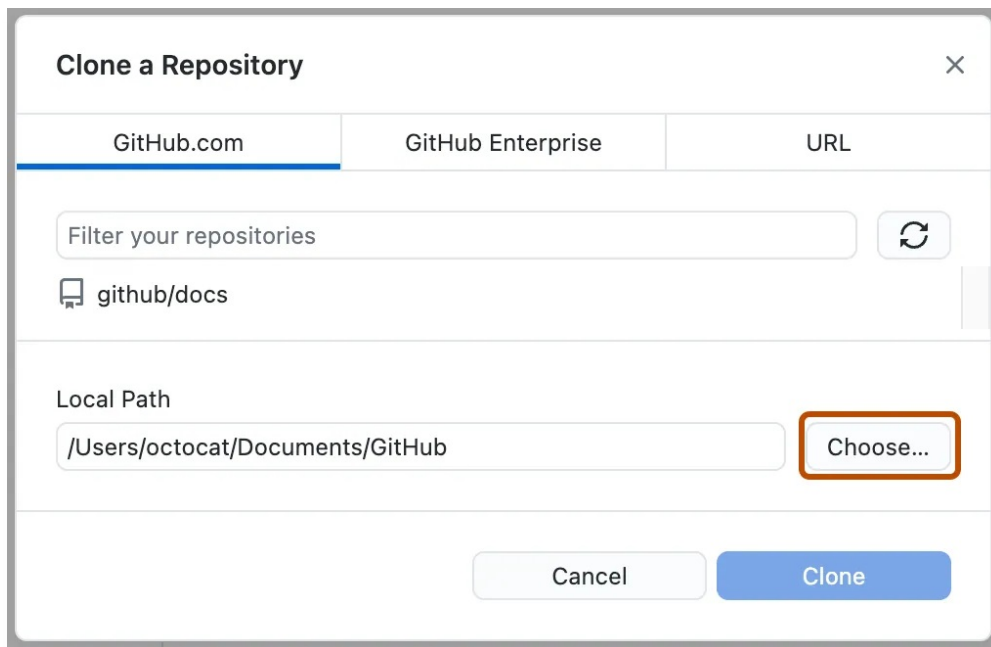 Clone a Repository
GitHub.com GitHub Enterprise URL
Filter your repositories
github/docs
Local Path
/Users/octocat/Documents/GitHub Choose...
Cancel Clone